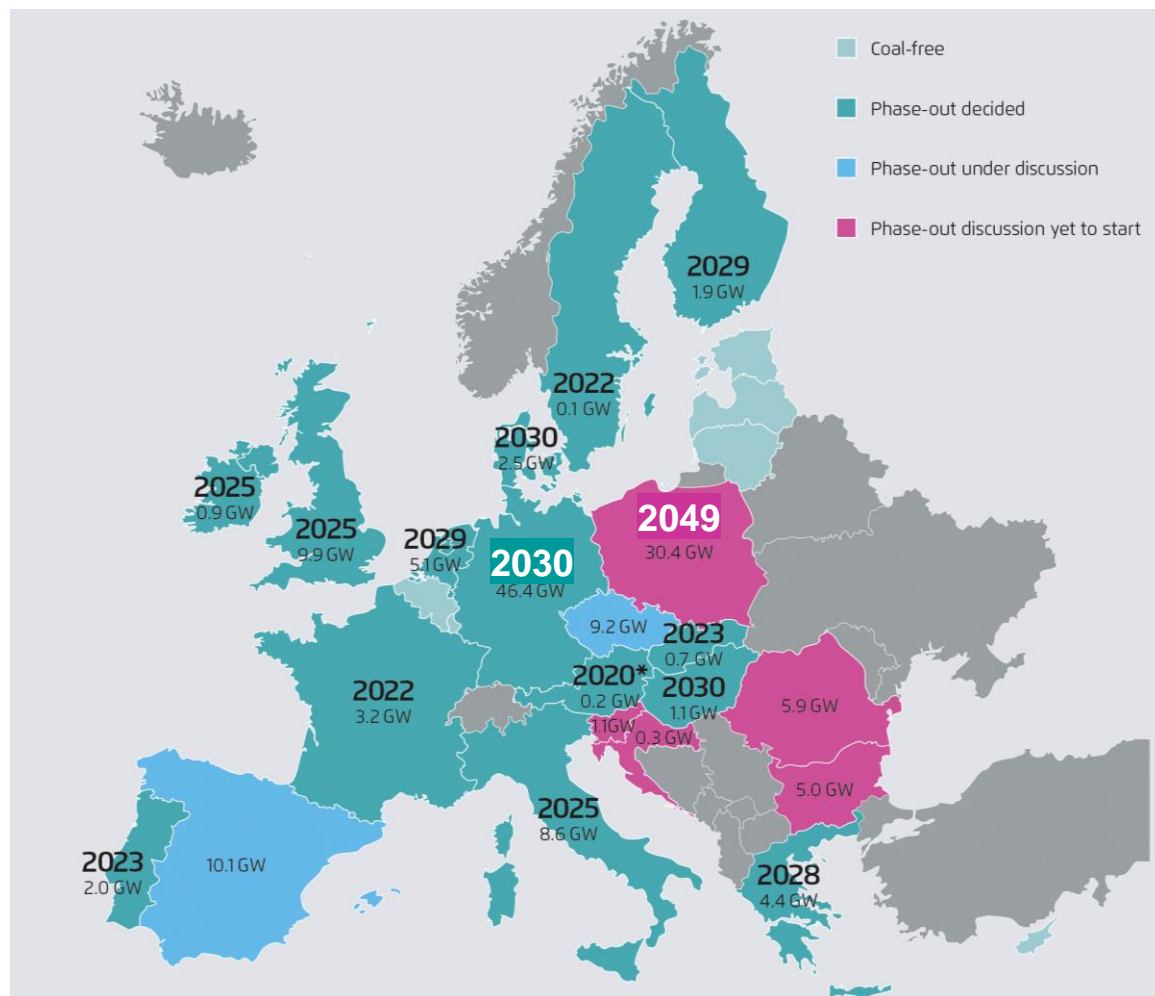 Coal-free
Phase-out decided
Phase-out under discussion
Phase-out discussion yet to start
2029
1.9 GW
2022
0.1 GW
2030
2.5 GW
2025
0.9 GW
2025
9.9 GW
2029
5.1 GW
2030
46.4 GW
2049
30.4 GW
9.2 GW
2023
0.7 GW
2020*
0.2 GW
2030
1.1 GW
2022
3.2 GW
1.1GW
0.3 GW
5.9 GW
5.0 GW
2025
8.6 GW
2023
2.0 GW
10.1 GW
2028
4.4 GW